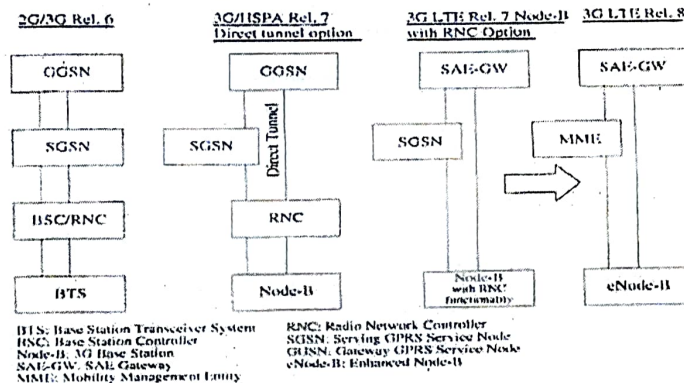 2G/3G Rel. 6
3G/HSPA Rel. 7
Direct tunnel option
3G LTE Rel. 7 Node-B
with RNC Option
3G LTE Rel. 8
GGSN
GGSN
SAE-GW
SAE-GW
SGSN
SGSN
Direct Tunnel
SGSN
MME
BSC/RNC
RNC
BTS
Node-B
Node-B
with RNC
functionality
eNode-B
BTS: Base Station Transceiver System
BSC: Base Station Controller
Node-B: 3G Base Station
SAE-GW: SAE Gateway
MME: Mobility Management Entity
RNC: Radio Network Controller
SGSN: Serving GPRS Service Node
GGSN: Gateway GPRS Service Node
eNode-B: Enhanced Node-B